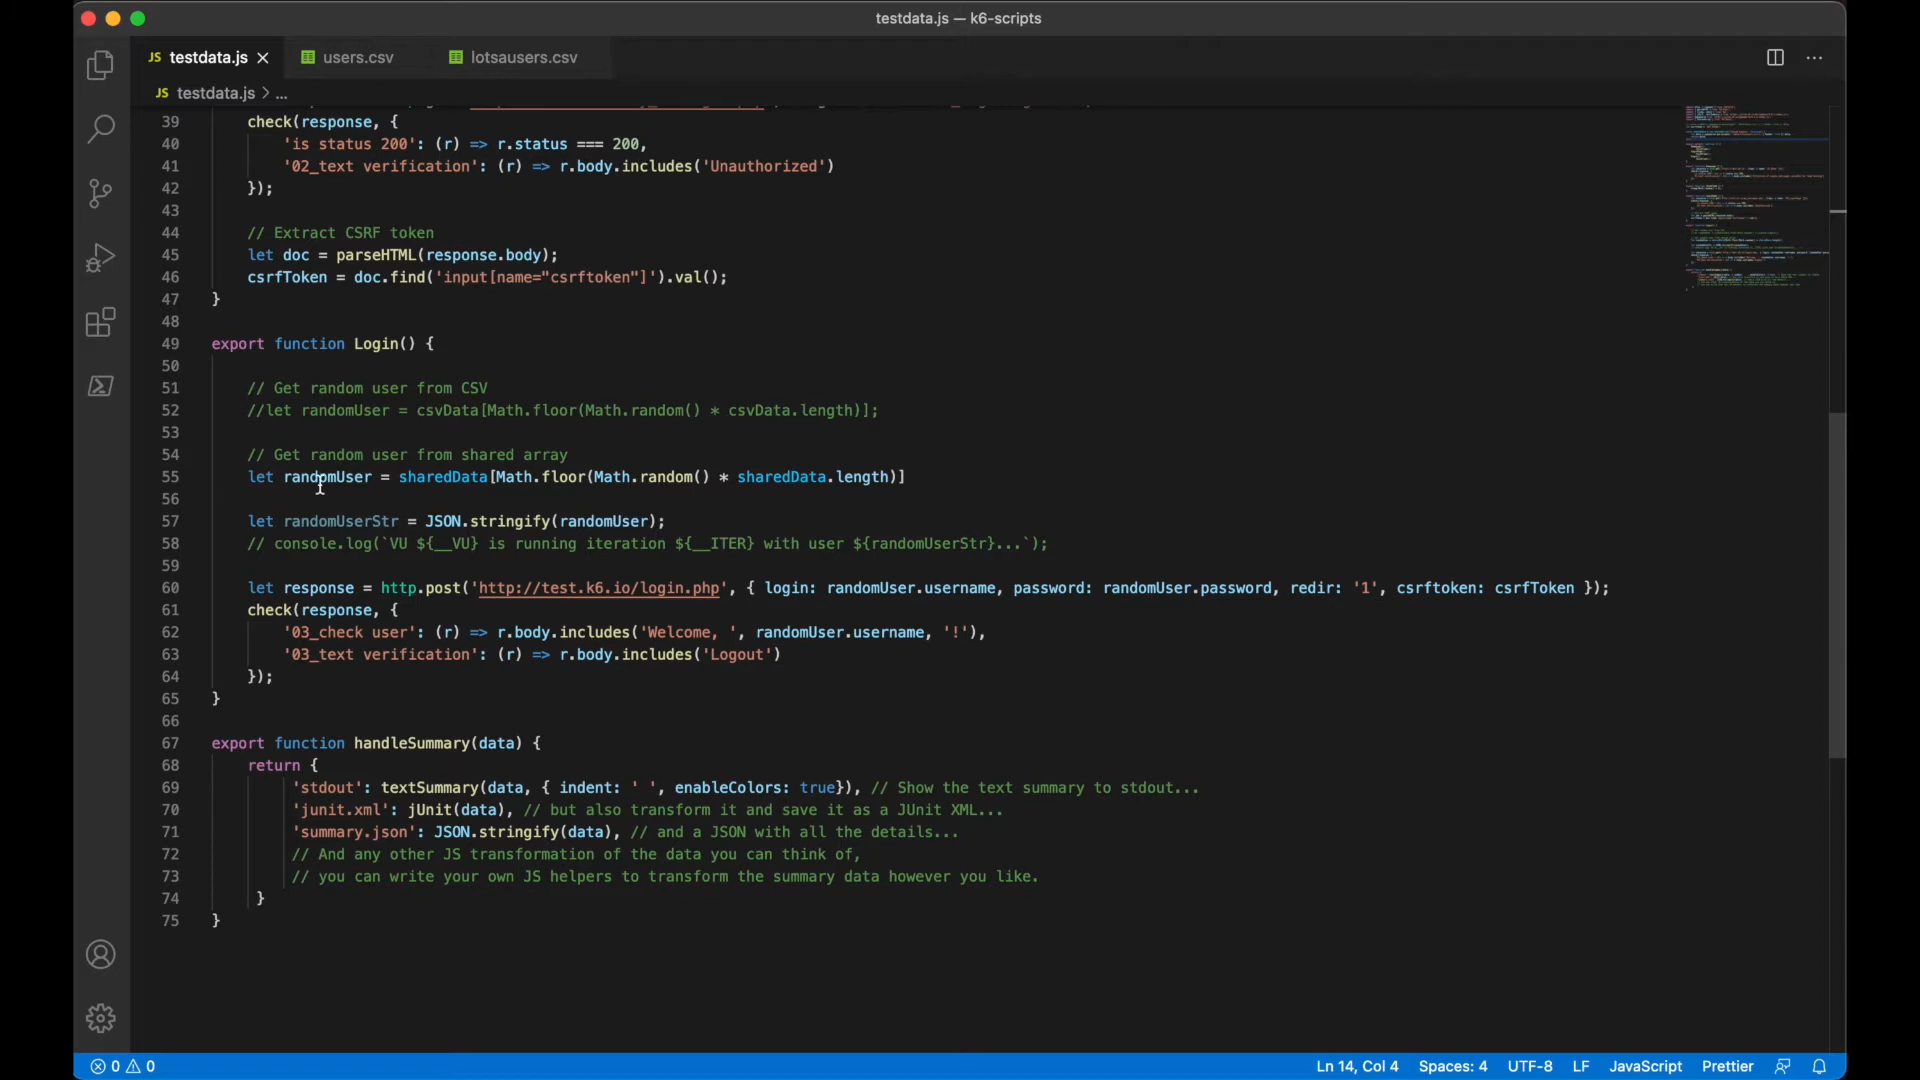 testdata.js — k6-scripts
JS testdata.js
users.csv
lotsausers.csv
JS testdata.js > ...
39 check(response, {
40 'is status 200': (r) => r.status === 200,
41 '02_text verification': (r) => r.body.includes('Unauthorized')
42 });
43
44 // Extract CSRF token
45 let doc = parseHTML(response.body);
46 csrfToken = doc.find('input[name="csrftoken"]').val();
47 }
48
49 export function Login() {
50
51 // Get random user from CSV
52 //let randomUser = csvData[Math.floor(Math.random() * csvData.length)];
53
54 // Get random user from shared array
55 let randomUser = sharedData[Math.floor(Math.random() * sharedData.length)]
56
57 let randomUserStr = JSON.stringify(randomUser);
58 // console.log(`VU ${__VU} is running iteration ${__ITER} with user ${randomUserStr}...`);
59
60 let response = http.post('http://test.k6.io/login.php', { login: randomUser.username, password: randomUser.password, redir: '1', csrftoken: csrfToken });
61 check(response, {
62 '03_check user': (r) => r.body.includes('Welcome, ', randomUser.username, '!'),
63 '03_text verification': (r) => r.body.includes('Logout')
64 });
65 }
66
67 export function handleSummary(data) {
68 return {
69 'stdout': textSummary(data, { indent: ' ', enableColors: true}), // Show the text summary to stdout...
70 'junit.xml': jUnit(data), // but also transform it and save it as a JUnit XML...
71 'summary.json': JSON.stringify(data), // and a JSON with all the details...
72 // And any other JS transformation of the data you can think of,
73 // you can write your own JS helpers to transform the summary data however you like.
74 }
75 }
0 0
Ln 14, Col 4
Spaces: 4
UTF-8
LF
JavaScript
Prettier